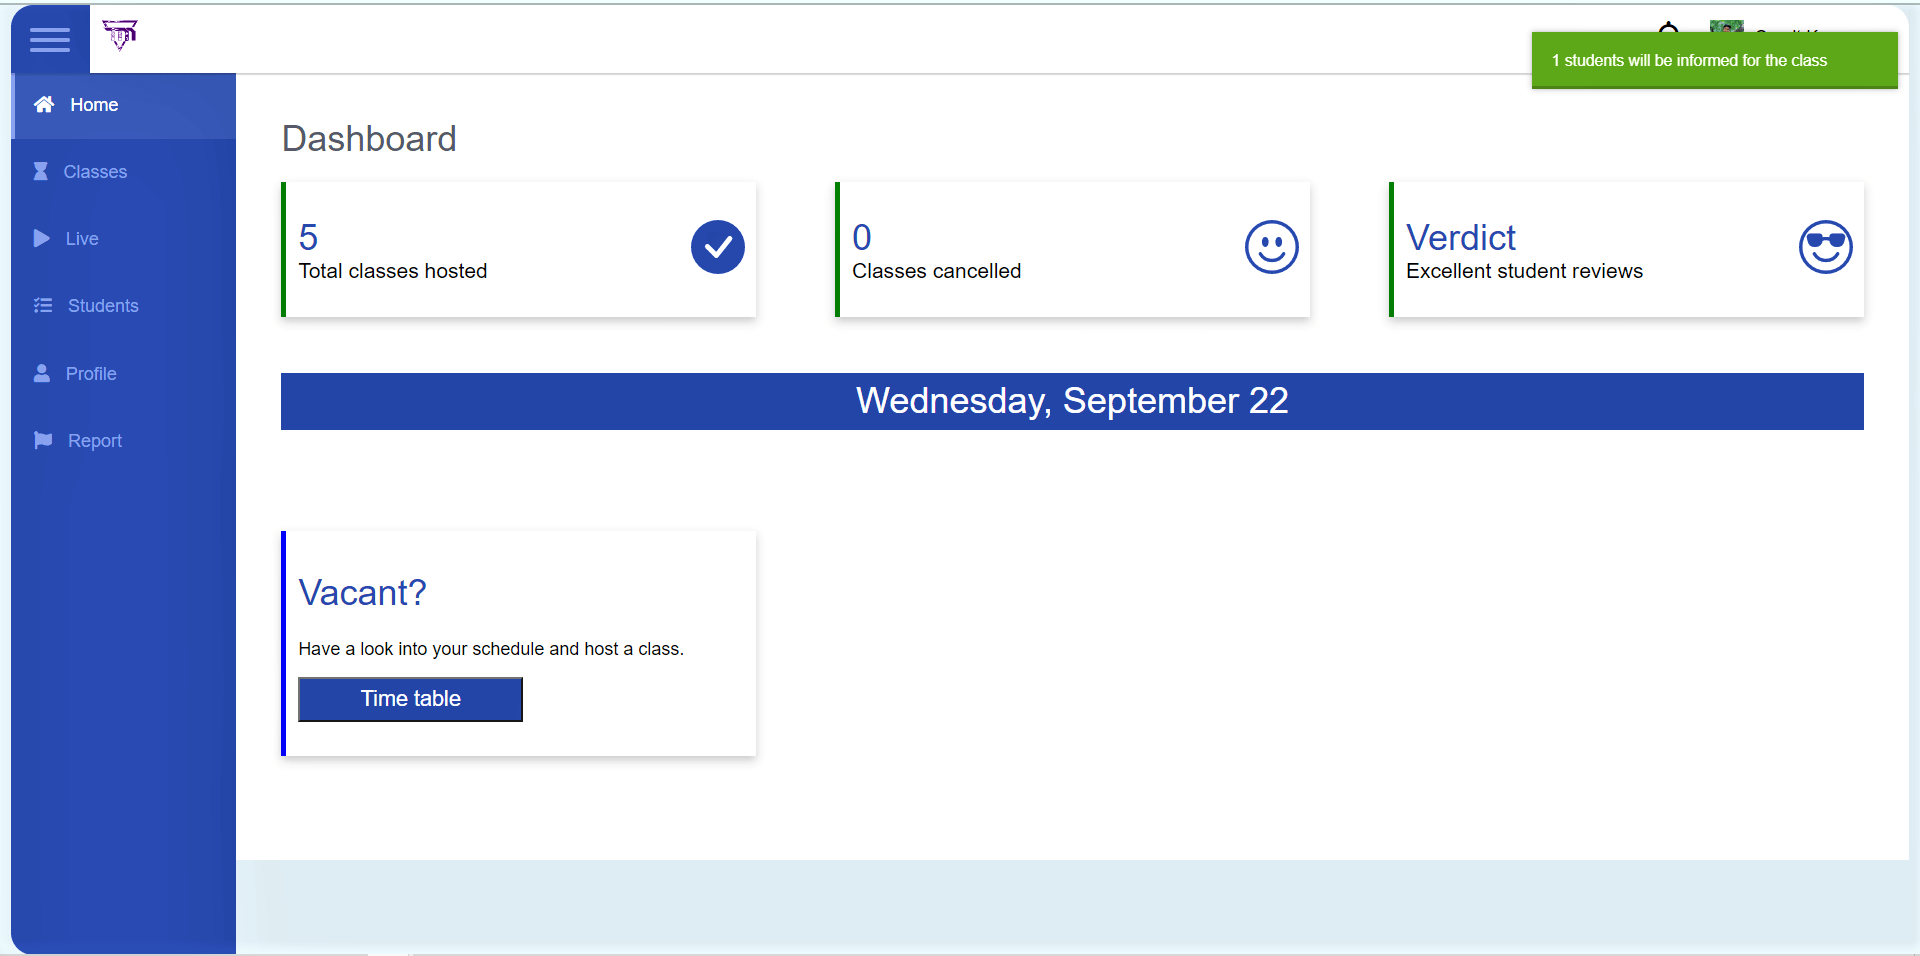 1 students will be informed for the class
Home
Classes
Live
Students
Profile
Report
Dashboard
5
Total classes hosted
0
Classes cancelled
Verdict
Excellent student reviews
Wednesday, September 22
Vacant?
Have a look into your schedule and host a class.
Time table